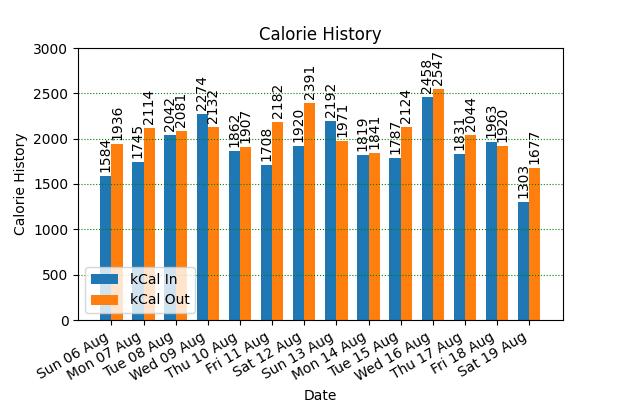 Calorie History
3000
2500
2000
1500
1000
500
0
Calorie History
1584
1936
1745
2114
2042
2081
2274
2132
1862
1907
1708
2182
1920
2391
2192
1971
1819
1841
1787
2124
2458
2547
1831
2044
1963
1920
1303
1677
kCal In
kCal Out
Sun 06 Aug
Mon 07 Aug
Tue 08 Aug
Wed 09 Aug
Thu 10 Aug
Fri 11 Aug
Sat 12 Aug
Sun 13 Aug
Mon 14 Aug
Tue 15 Aug
Wed 16 Aug
Thu 17 Aug
Fri 18 Aug
Sat 19 Aug
Date